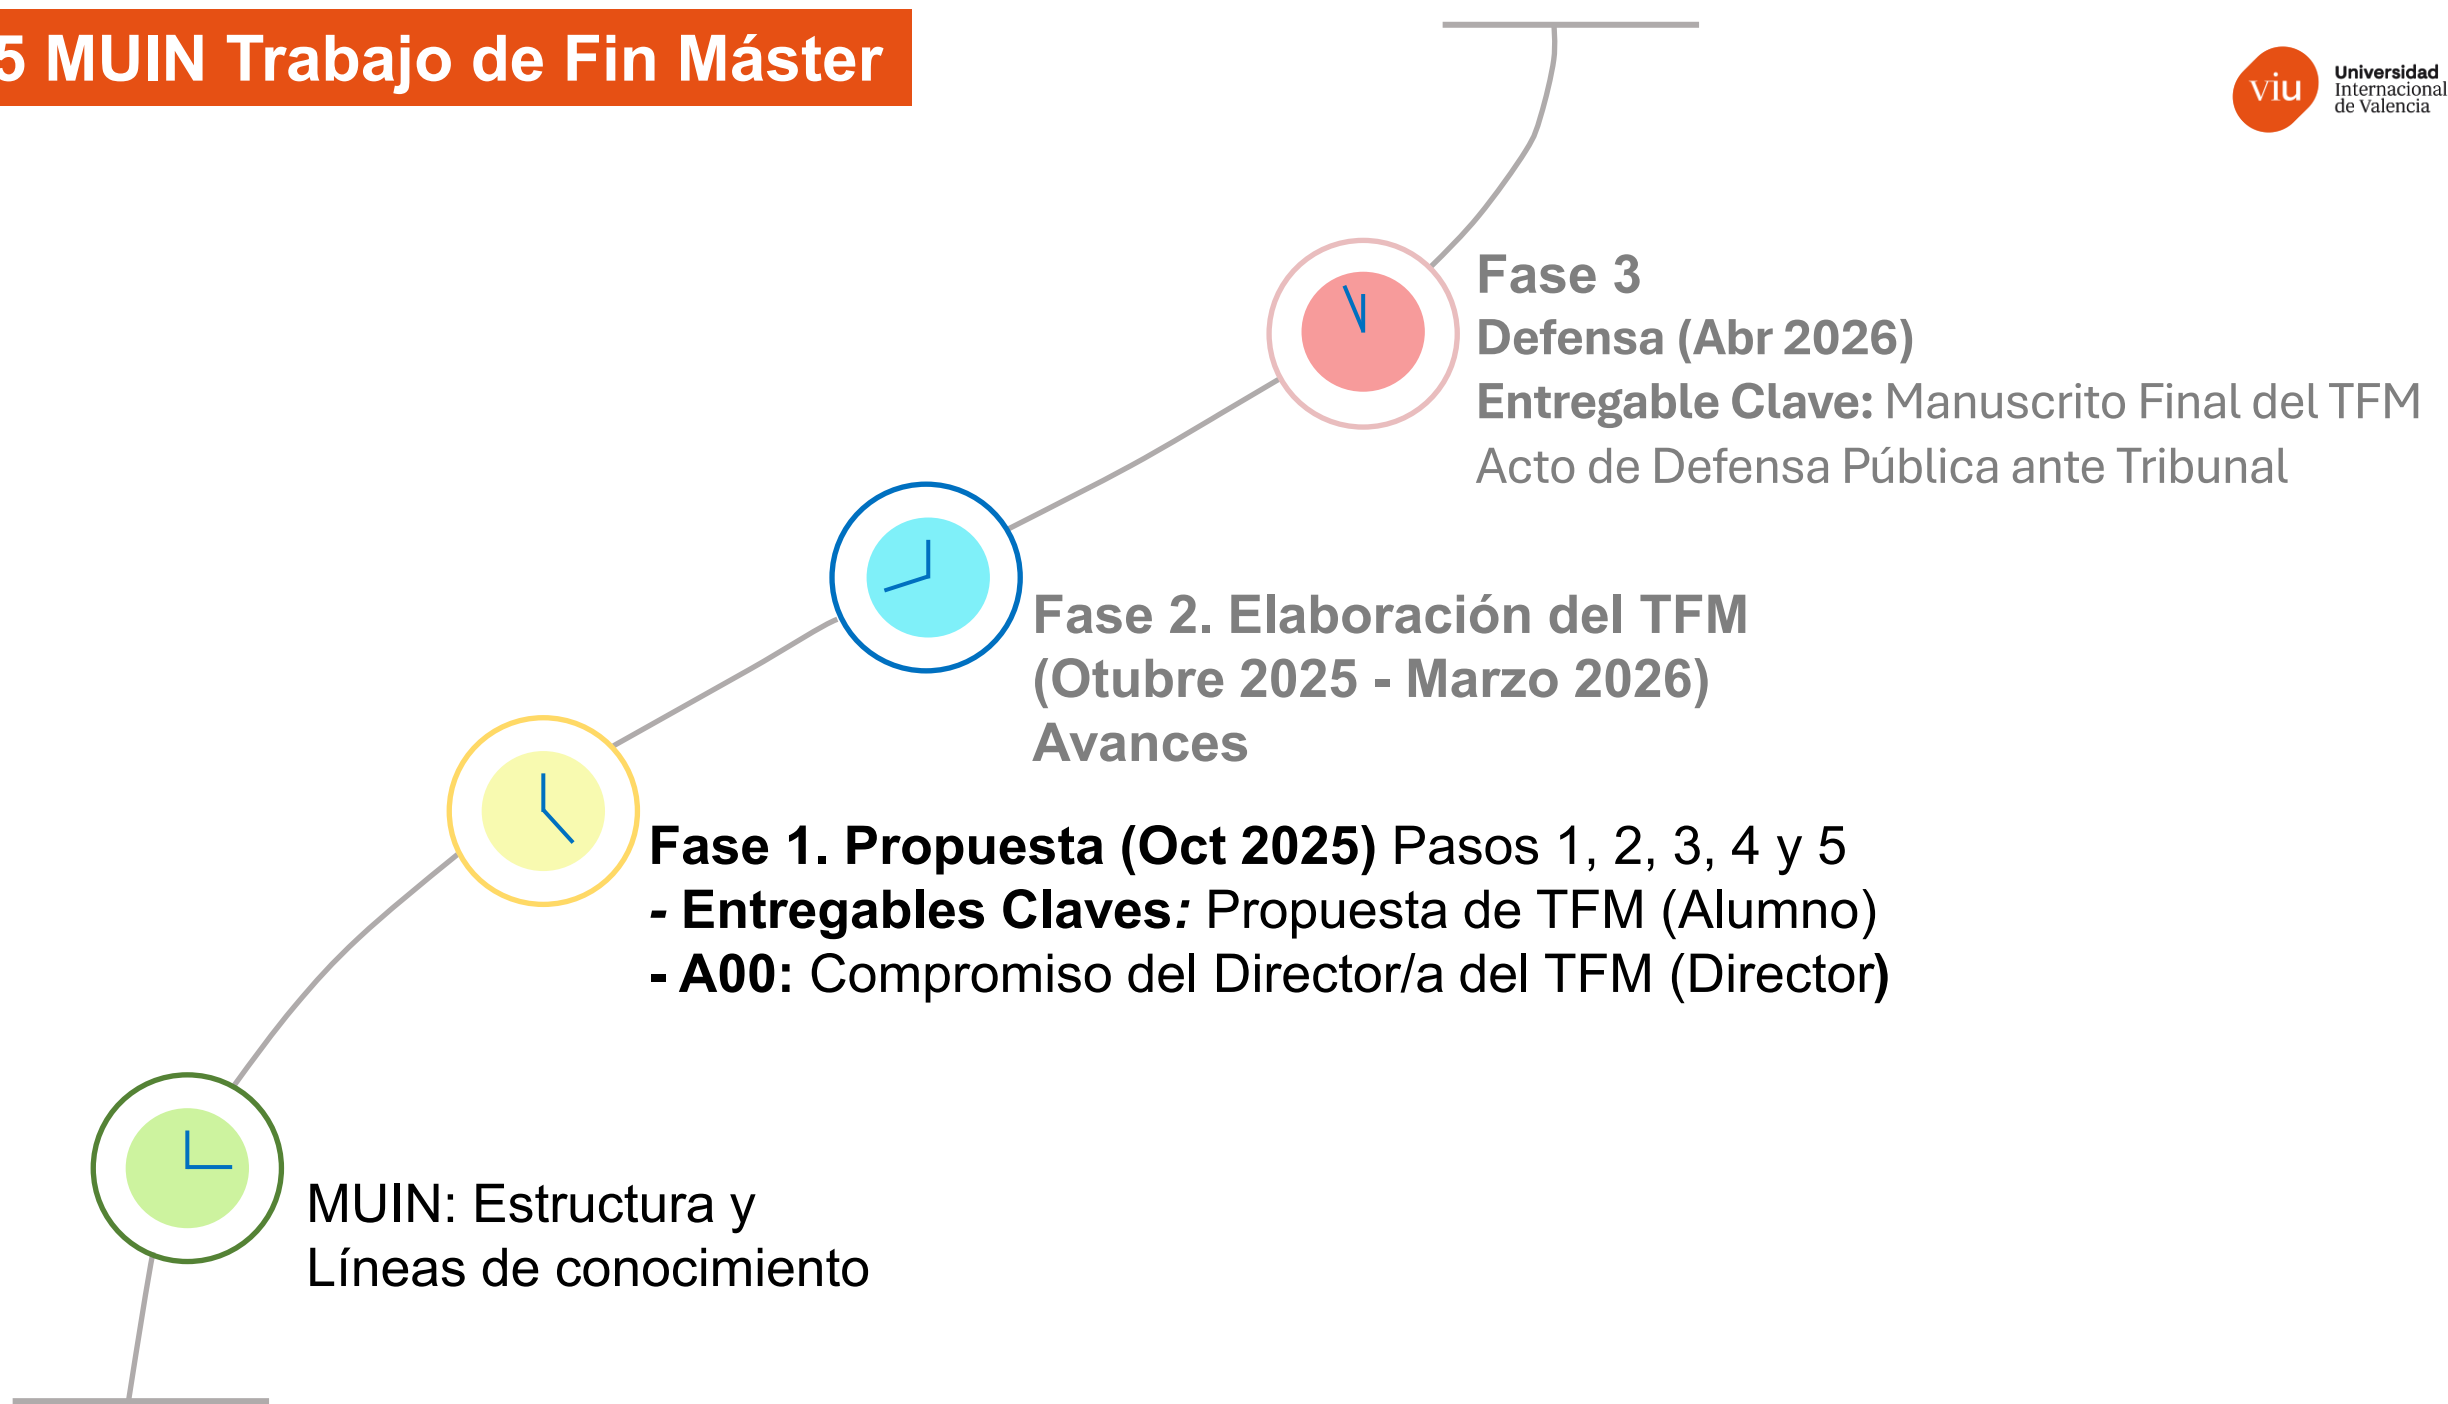 5 MUIN Trabajo de Fin Máster
viu
Universidad
Internacional
de Valencia
Fase 3
Defensa (Abr 2026)
Entregable Clave: Manuscrito Final del TFM
Acto de Defensa Pública ante Tribunal
Fase 2. Elaboración del TFM
(Otubre 2025 - Marzo 2026)
Avances
Fase 1. Propuesta (Oct 2025) Pasos 1, 2, 3, 4 y 5
- Entregables Claves: Propuesta de TFM (Alumno)
- A00: Compromiso del Director/a del TFM (Director)
MUIN: Estructura y
Líneas de conocimiento